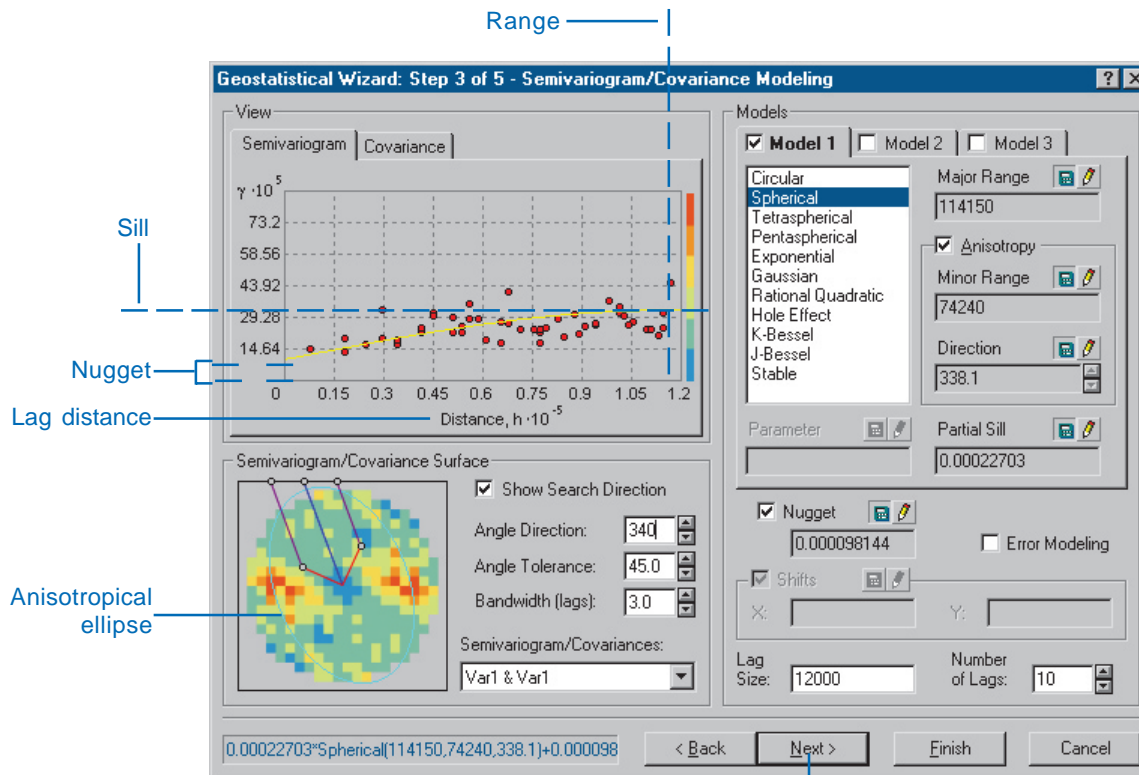 Range
Geostatistical Wizard: Step 3 of 5 - Semivariogram/Covariance Modeling
View
Semivariogram
Covariance
γ·10⁵
73.2
58.56
43.92
29.28
14.64
0 0.15 0.3 0.45 0.6 0.75 0.9 1.05 1.2
Distance, h·10⁻⁵
Sill
Nugget
Lag distance
Semivariogram/Covariance Surface
Show Search Direction
Angle Direction: 340
Angle Tolerance: 45.0
Bandwidth (lags): 3.0
Semivariogram/Covariances:
Var1 & Var1
Anisotropical
ellipse
Models
Model 1
Model 2
Model 3
Circular
Spherical
Tetraspherical
Pentaspherical
Exponential
Gaussian
Rational Quadratic
Hole Effect
K-Bessel
J-Bessel
Stable
Major Range
114150
Anisotropy
Minor Range
74240
Direction
338.1
Parameter
Partial Sill
0.00022703
Nugget
0.000098144
Error Modeling
Shifts
X:
Y:
Lag
Size: 12000
Number
of Lags: 10
0.00022703*Spherical(114150,74240,338.1)+0.000098
< Back
Next >
Finish
Cancel